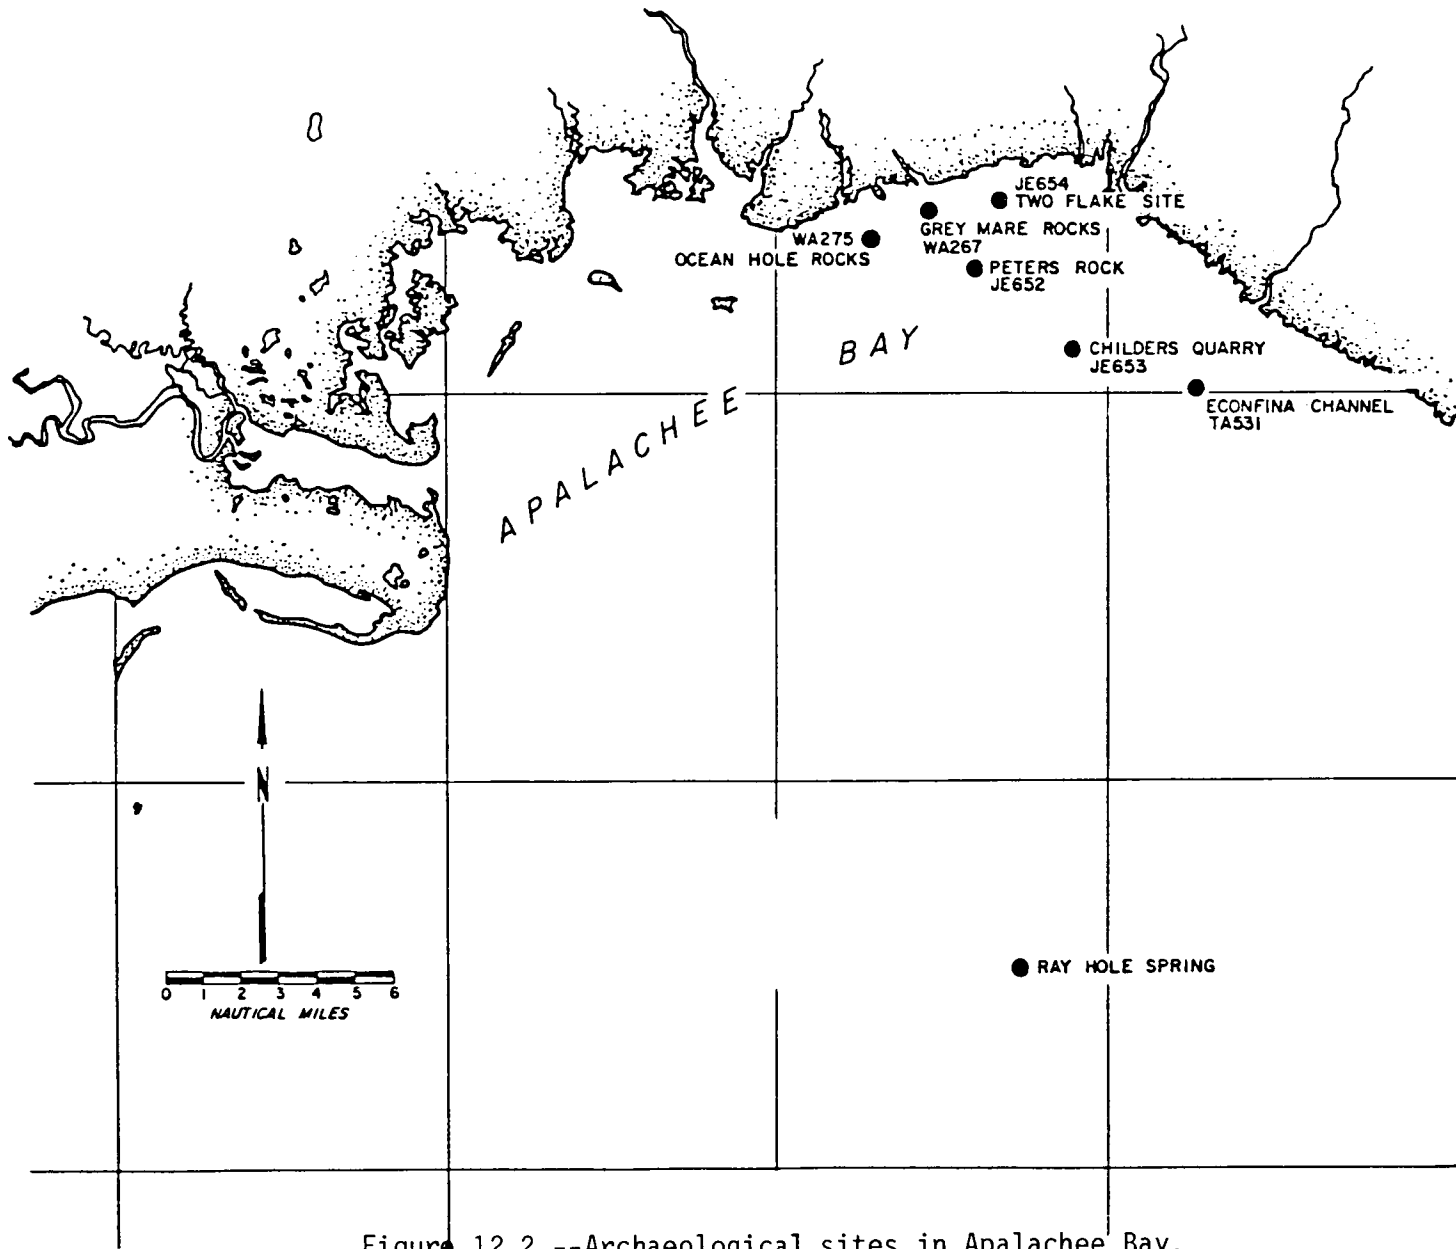 JE654
TWO FLAKE SITE
GREY MARE ROCKS
WA267
WA275
OCEAN HOLE ROCKS
PETERS ROCK
JE652
BAY
CHILDERS QUARRY
JE653
APALACHEE
ECONFINA CHANNEL
TA531
N
RAY HOLE SPRING
0 1 2 3 4 5 6
NAUTICAL MILES
Figure 12.2.--Archaeological sites in Apalachee Bay.